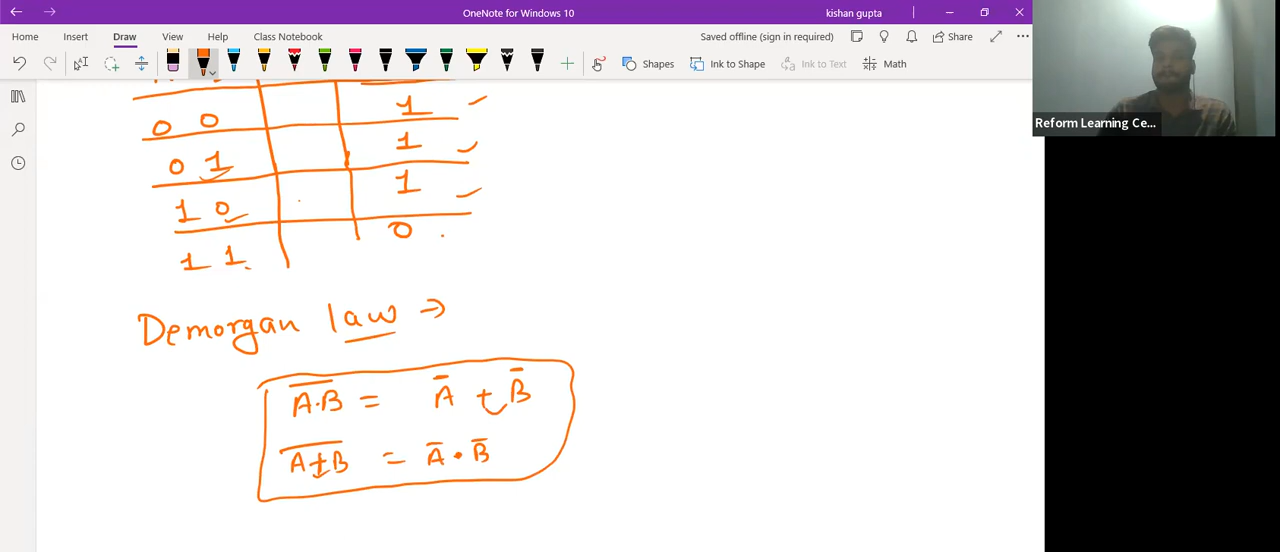 OneNote for Windows 10
kishan gupta
Home Insert Draw View Help Class Notebook
Saved offline (sign in required)
Share
Shapes Ink to Shape Ink to Text Math
Reform Learning Ce...
0 0 1
0 1 1
1 0 1
1 1 0
Demorgan law →
A̅·̅B̅ = A̅ + B̅
A̅+̅B̅ = A̅ · B̅